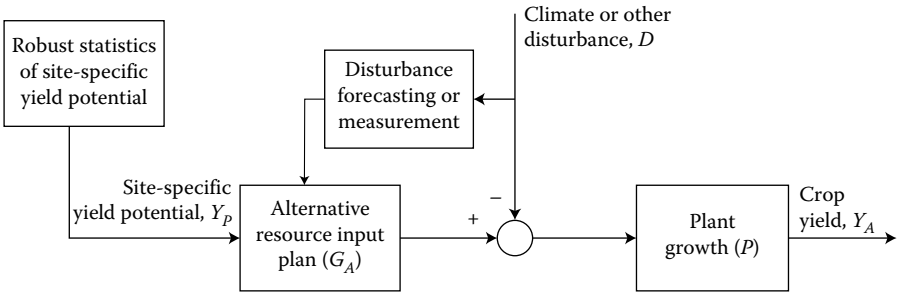 Robust statistics
of site-specific
yield potential
Climate or other
disturbance, D
Disturbance
forecasting or
measurement
Site-specific
yield potential, Y_P
Alternative
resource input
plan (G_A)
+
−
Plant
growth (P)
Crop
yield, Y_A